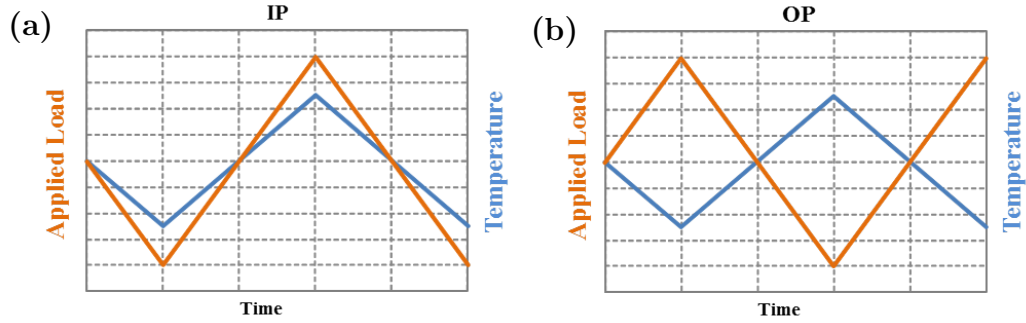 (a)
IP
Applied Load
Temperature
Time
(b)
OP
Applied Load
Temperature
Time